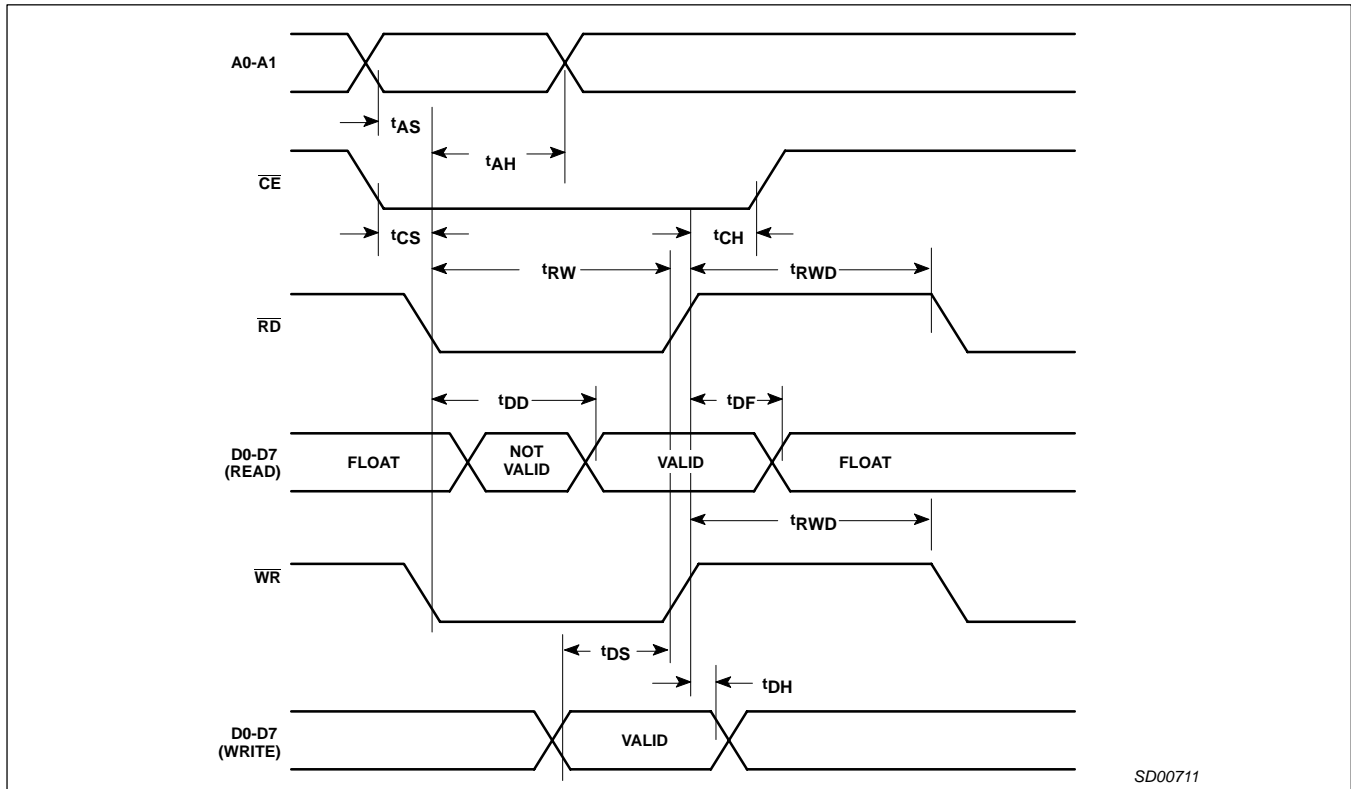 A0-A1
tAS
tAH
CE
tCS
tCH
tRW
tRWD
RD
tDD
tDF
D0-D7
(READ)
FLOAT
NOT
VALID
VALID
FLOAT
tRWD
WR
tDS
tDH
D0-D7
(WRITE)
VALID
SD00711